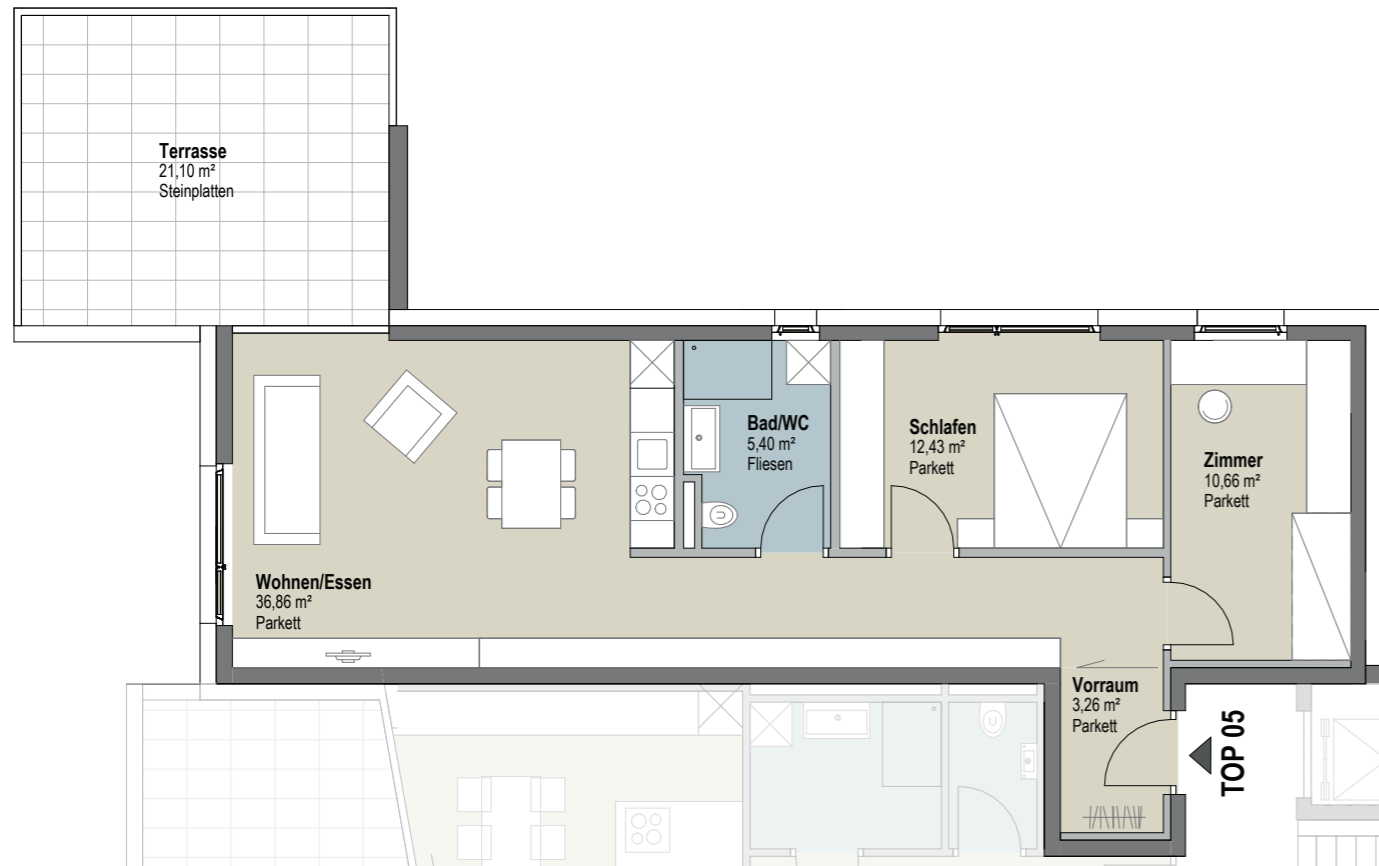 Terrasse
21,10 m²
Steinplatten
Bad/WC
5,40 m²
Fliesen
Schlafen
12,43 m²
Parkett
Zimmer
10,66 m²
Parkett
Wohnen/Essen
36,86 m²
Parkett
Vorraum
3,26 m²
Parkett
TOP 05